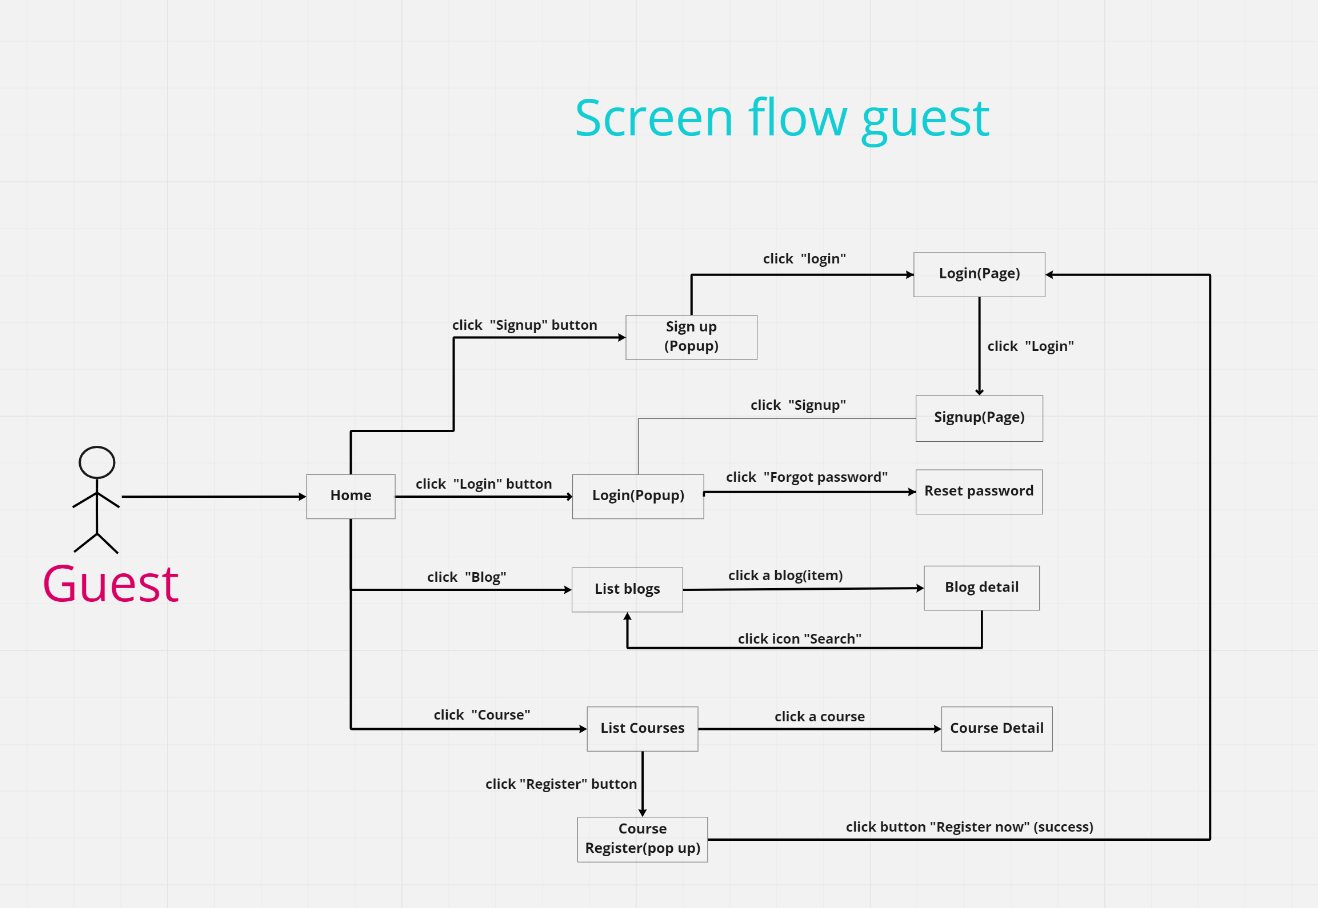 Screen flow guest
click "login"
Login(Page)
click "Signup" button
Sign up
(Popup)
click "Login"
click "Signup"
Signup(Page)
Home
click "Login" button
Login(Popup)
click "Forgot password"
Reset password
Guest
click "Blog"
List blogs
click a blog(item)
Blog detail
click icon "Search"
click "Course"
List Courses
click a course
Course Detail
click "Register" button
Course
Register(pop up)
click button "Register now" (success)